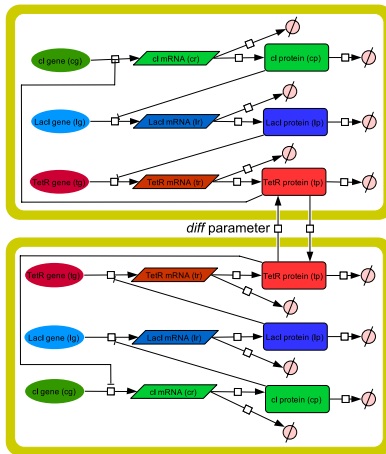 cI gene (cg) cI mRNA (cr) cI protein (cp)
LacI gene (lg) LacI mRNA (lr) LacI protein (lp)
TetR gene (tg) TetR mRNA (tr) TetR protein (tp)
diff parameter
TetR gene (tg) TetR mRNA (tr) TetR protein (tp)
LacI gene (lg) LacI mRNA (lr) LacI protein (lp)
cI gene (cg) cI mRNA (cr) cI protein (cp)